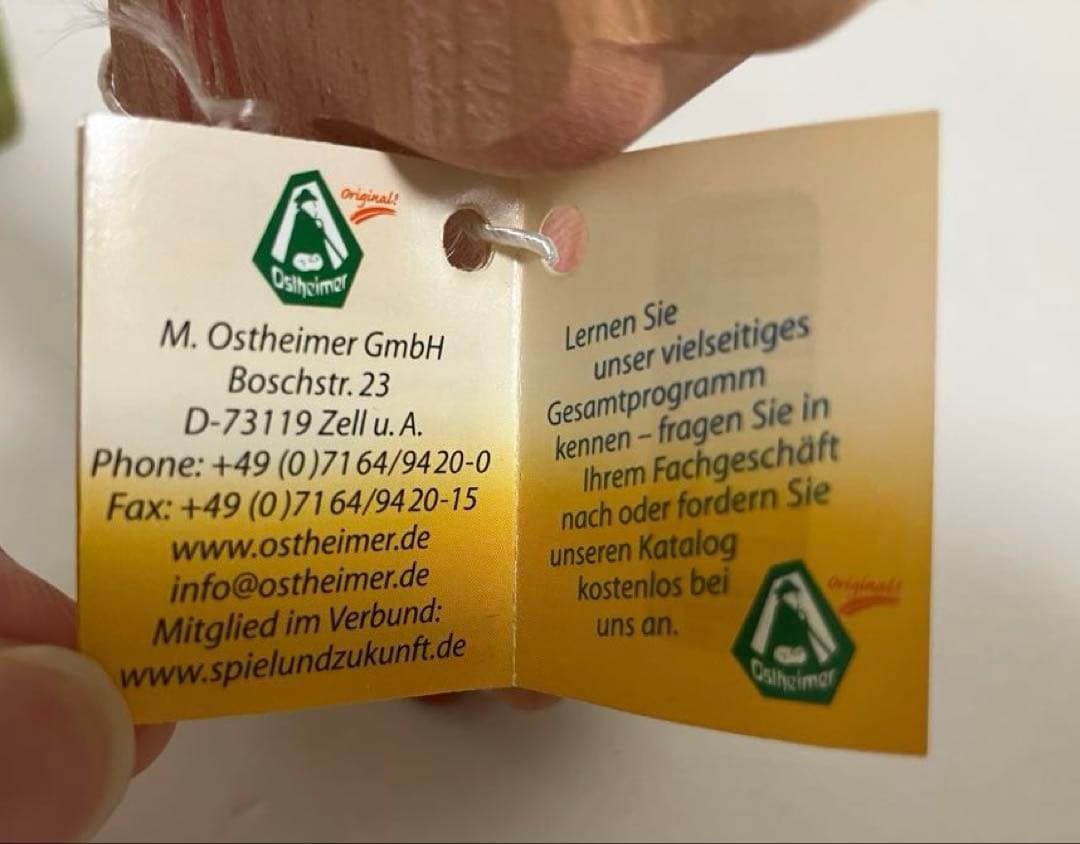 Original!
Ostheimer
M. Ostheimer GmbH
Boschstr. 23
D-73119 Zell u. A.
Phone: +49 (0)7164/9420-0
Fax: +49 (0)7164/9420-15
www.ostheimer.de
info@ostheimer.de
Mitglied im Verbund:
www.spielundzukunft.de
Lernen Sie
unser vielseitiges
Gesamtprogramm
kennen – fragen Sie in
Ihrem Fachgeschäft
nach oder fordern Sie
unseren Katalog
kostenlos bei
uns an.
Original!
Ostheimer